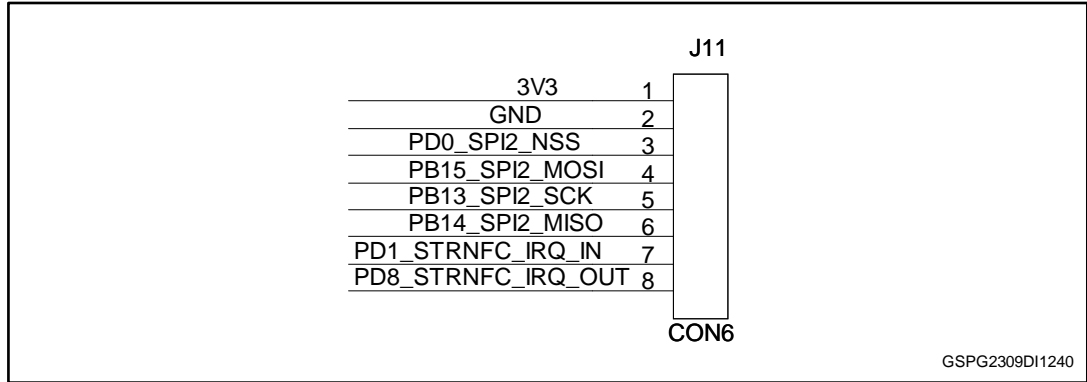 J11
3V3 1
GND 2
PD0_SPI2_NSS 3
PB15_SPI2_MOSI 4
PB13_SPI2_SCK 5
PB14_SPI2_MISO 6
PD1_STRNFC_IRQ_IN 7
PD8_STRNFC_IRQ_OUT 8
CON6
GSPG2309DI1240